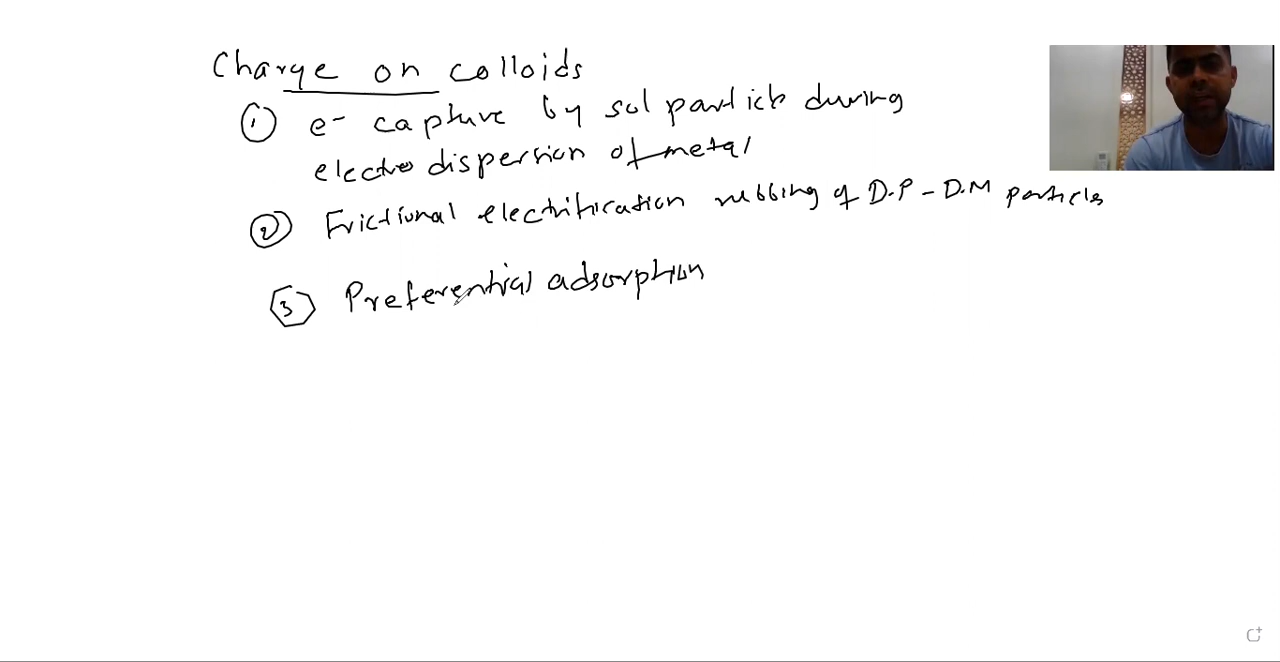 Charge on colloids
① e- capture by sol particls during
electro dispersion of metal
② Frictional electrification rubbing of D.P - D.M particles
③ Preferential adsorption